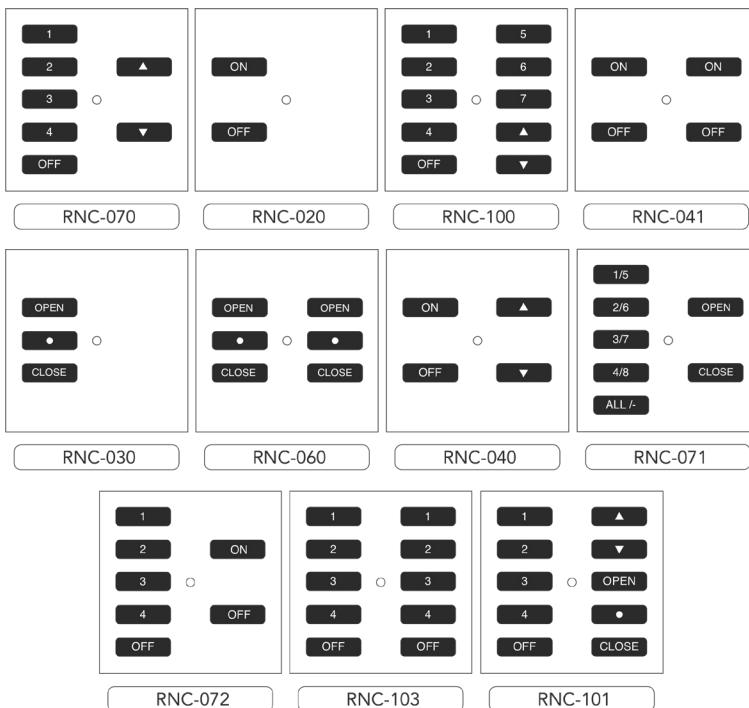 1
2 ▲
3
4 ▼
OFF
RNC-070
ON
OFF
RNC-020
1 5
2 6
3 7
4 ▲
OFF ▼
RNC-100
ON ON
OFF OFF
RNC-041
OPEN
●
CLOSE
RNC-030
OPEN OPEN
● ●
CLOSE CLOSE
RNC-060
ON ▲
OFF ▼
RNC-040
1/5
2/6 OPEN
3/7
4/8 CLOSE
ALL /-
RNC-071
1
2 ON
3
4 OFF
OFF
RNC-072
1 1
2 2
3 3
4 4
OFF OFF
RNC-103
1 ▲
2 ▼
3 OPEN
4 ●
OFF CLOSE
RNC-101